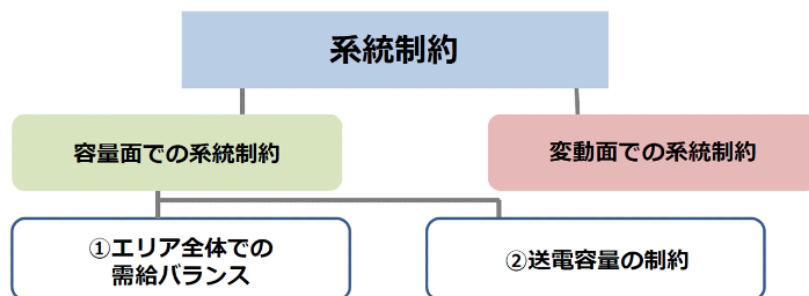 系統制約
容量面での系統制約
変動面での系統制約
①エリア全体での
需給バランス
②送電容量の制約